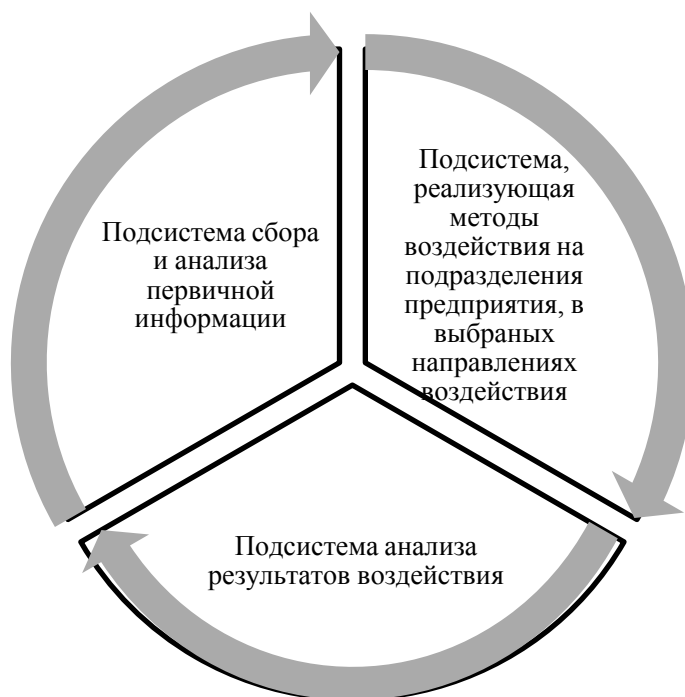 Подсистема сбора
и анализа
первичной
информации
Подсистема,
реализующая
методы
воздействия на
подразделения
предприятия, в
выбраных
направлениях
воздействия
Подсистема анализа
результатов воздействия